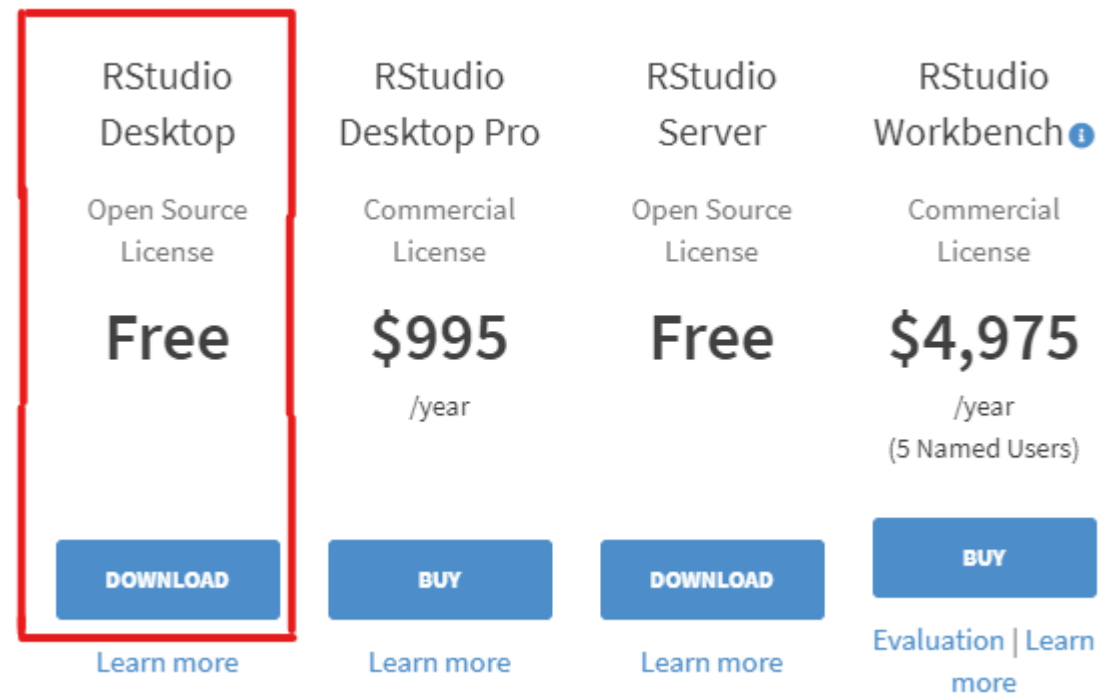 RStudio
Desktop
Open Source
License
Free
DOWNLOAD
Learn more
RStudio
Desktop Pro
Commercial
License
$995
/year
BUY
Learn more
RStudio
Server
Open Source
License
Free
DOWNLOAD
Learn more
RStudio
Workbench
Commercial
License
$4,975
/year
(5 Named Users)
BUY
Evaluation | Learn
more